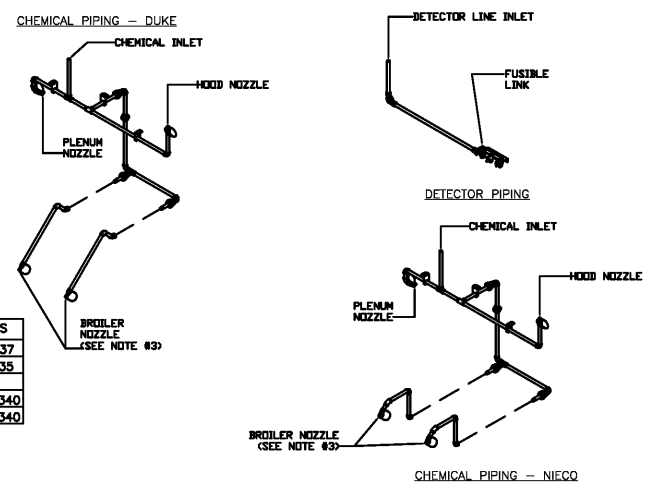 CHEMICAL PIPING – DUKE
CHEMICAL INLET
HOOD NOZZLE
PLENUM
NOZZLE
BROILER
NOZZLE
(SEE NOTE #3)
S
37
35
340
340
DETECTOR LINE INLET
FUSIBLE
LINK
DETECTOR PIPING
CHEMICAL INLET
HOOD NOZZLE
PLENUM
NOZZLE
BROILER NOZZLE
(SEE NOTE #3)
CHEMICAL PIPING – NIECO